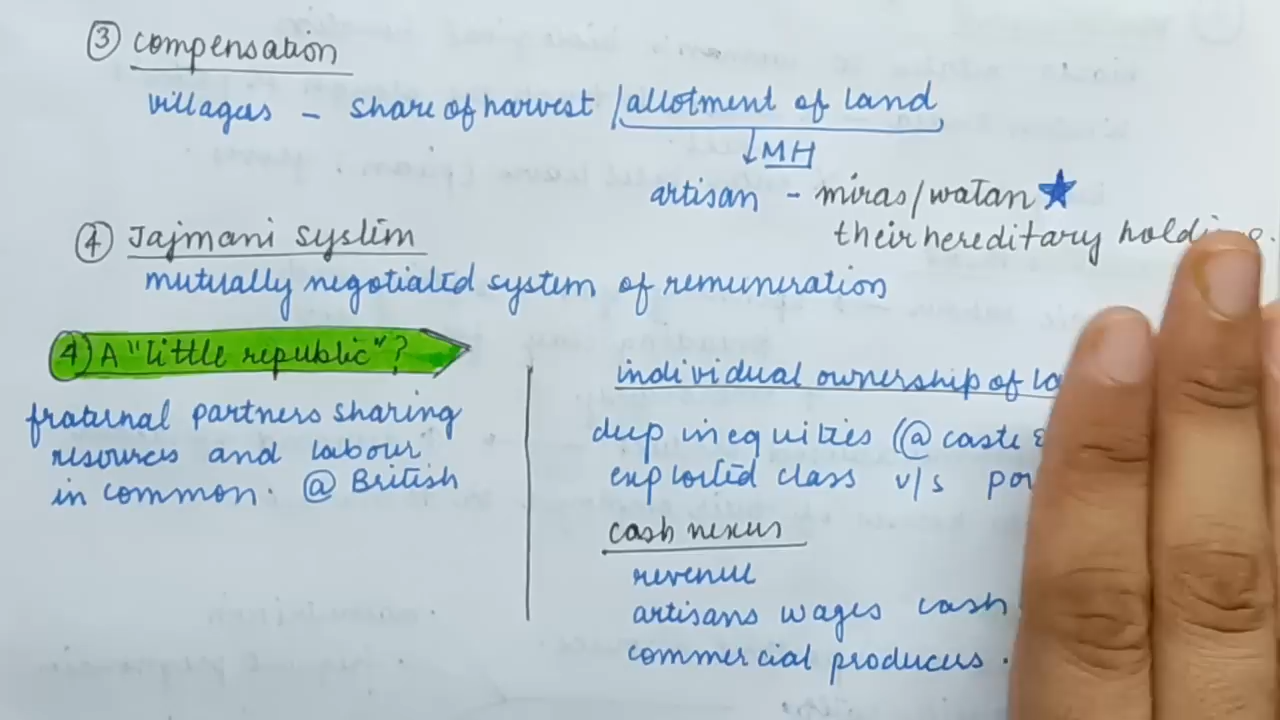 ③ compensation
villagers - share of harvest / allotment of land
↓ MH
artisan - miras/watan ★
their hereditary
④ Jajmani system
mutually negotiated system of remuneration
④ A "little republic"?
fraternal partners sharing
resources and labour
in common. @ British
individual ownership of
deep inequities (@ caste &
exploited class v/s
cash nexus
revenue
artisans wages cash
commercial producers.